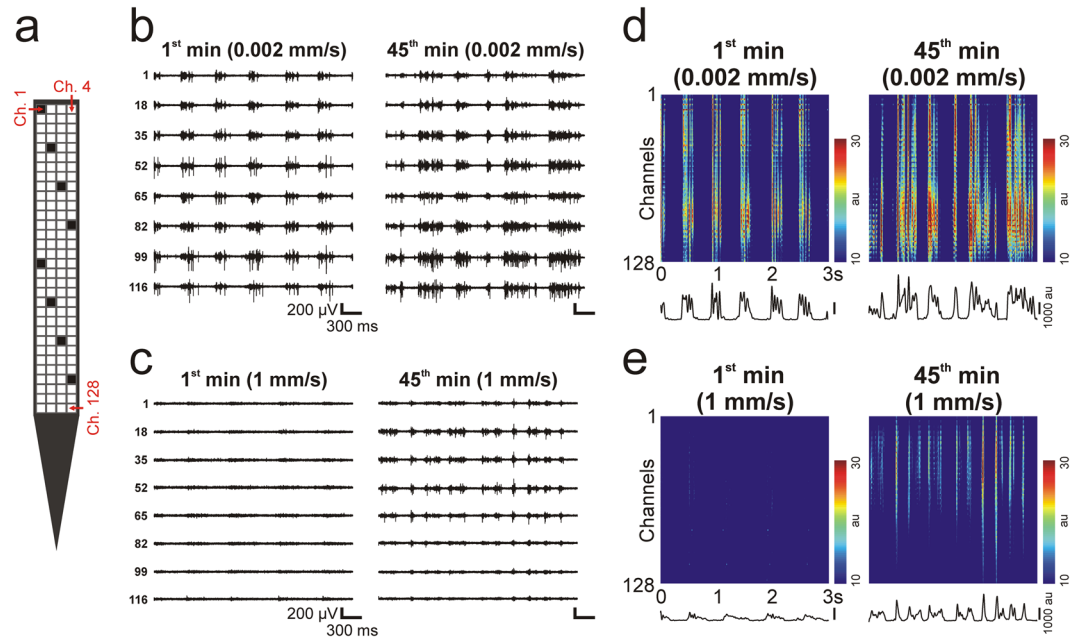 a
Ch. 1
Ch. 4
Ch. 128
b
1st min (0.002 mm/s)
45th min (0.002 mm/s)
1
18
35
52
65
82
99
116
200 µV
300 ms
c
1st min (1 mm/s)
45th min (1 mm/s)
1
18
35
52
65
82
99
116
200 µV
300 ms
d
1st min
(0.002 mm/s)
45th min
(0.002 mm/s)
1
Channels
128
0 1 2 3s
30
au
10
30
au
10
1000 au
e
1st min
(1 mm/s)
45th min
(1 mm/s)
1
Channels
128
0 1 2 3s
30
au
10
30
au
10
1000 au